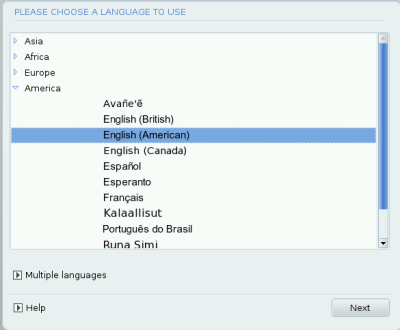 PLEASE CHOOSE A LANGUAGE TO USE
Asia
Africa
Europe
America
Avañe'ẽ
English (British)
English (American)
English (Canada)
Español
Esperanto
Français
Kalaallisut
Português do Brasil
Runa Simi
Multiple languages
Help
Next